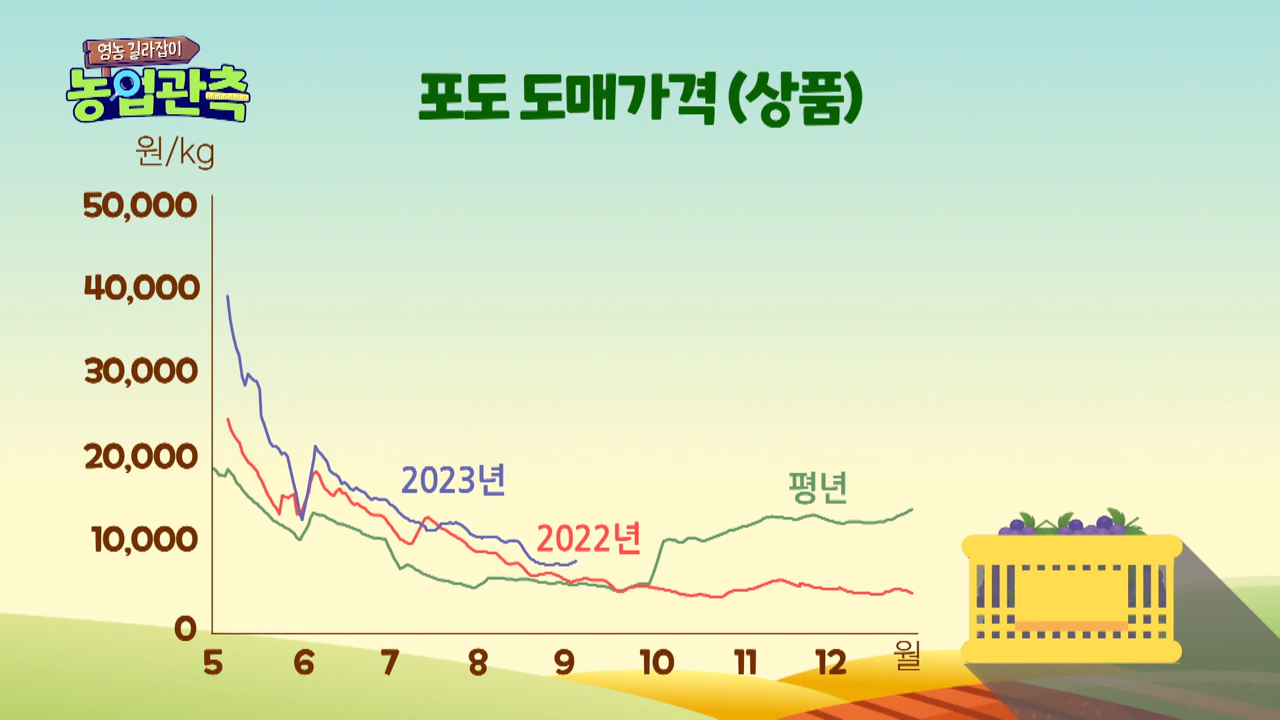 영농 길라잡이
농업관측
포도 도매가격 (상품)
원/kg
50,000
40,000
30,000
20,000
10,000
0
2023년
2022년
평년
5 6 7 8 9 10 11 12 월